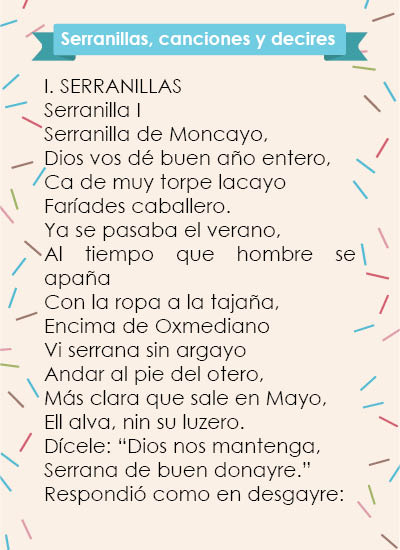 Serranillas, canciones y decires
I. SERRANILLAS
Serranilla I
Serranilla de Moncayo,
Dios vos dé buen año entero,
Ca de muy torpe lacayo
Faríades caballero.
Ya se pasaba el verano,
Al tiempo que hombre se
apaña
Con la ropa a la tajaña,
Encima de Oxmediano
Vi serrana sin argayo
Andar al pie del otero,
Más clara que sale en Mayo,
Ell alva, nin su luzero.
Dícele: “Dios nos mantenga,
Serrana de buen donayre.”
Respondió como en desgayre: